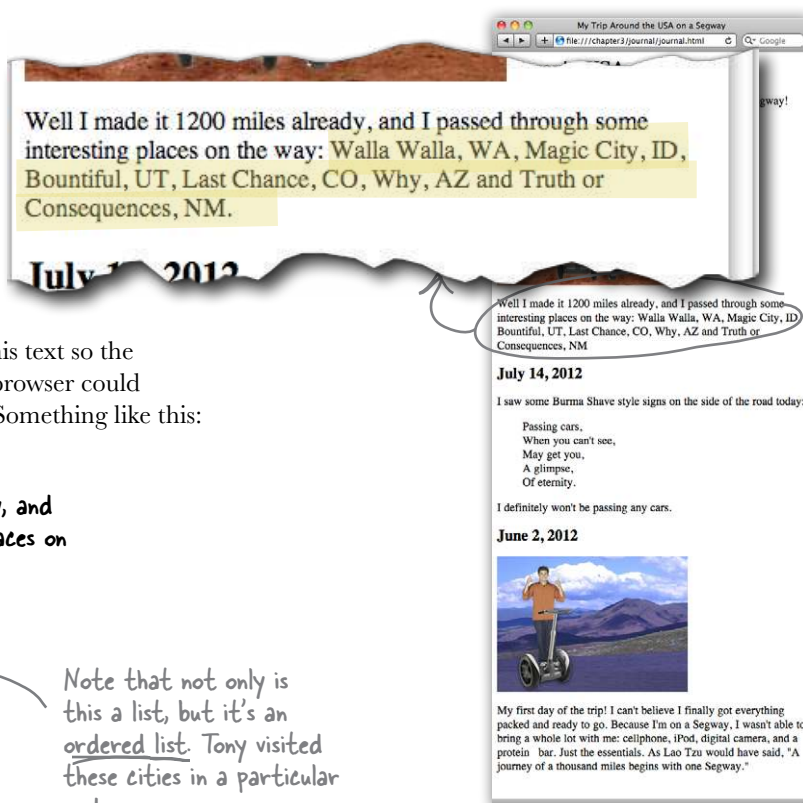 My Trip Around the USA on a Segway
file:///chapter3/journal/journal.html
Google
Segway!
Well I made it 1200 miles already, and I passed through some
interesting places on the way: Walla Walla, WA, Magic City, ID,
Bountiful, UT, Last Chance, CO, Why, AZ and Truth or
Consequences, NM.
July 2012
his text so the
browser could
Something like this:
, and
aces on
Note that not only is
this a list, but it's an
ordered list. Tony visited
these cities in a particular
Well I made it 1200 miles already, and I passed through some
interesting places on the way: Walla Walla, WA, Magic City, ID
Bountiful, UT, Last Chance, CO, Why, AZ and Truth or
Consequences, NM
July 14, 2012
I saw some Burma Shave style signs on the side of the road today:
Passing cars,
When you can't see,
May get you,
A glimpse,
Of eternity.
I definitely won't be passing any cars.
June 2, 2012
My first day of the trip! I can't believe I finally got everything
packed and ready to go. Because I'm on a Segway, I wasn't able to
bring a whole lot with me: cellphone, iPod, digital camera, and a
protein bar. Just the essentials. As Lao Tzu would have said, "A
journey of a thousand miles begins with one Segway."